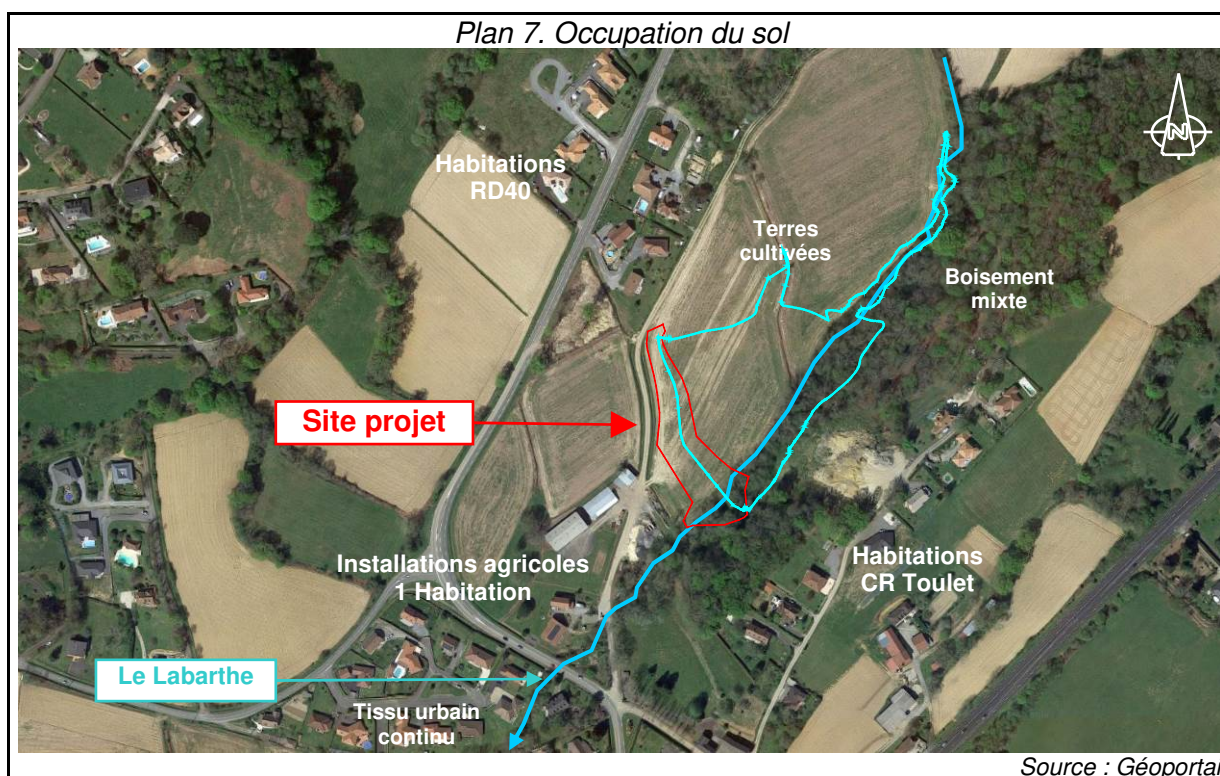 Plan 7. Occupation du sol
N
Habitations
RD40
Terres
cultivées
Boisement
mixte
Site projet
Installations agricoles
1 Habitation
Habitations
CR Toulet
Le Labarthe
Tissu urbain
continu
Source : Géoportal